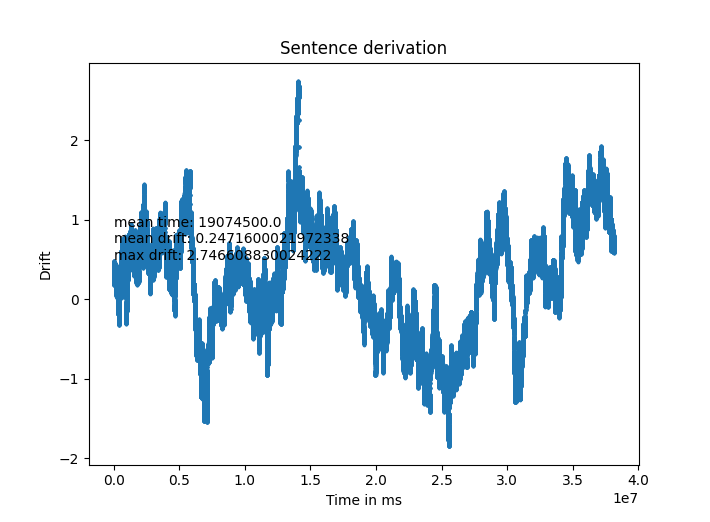 Sentence derivation
2
1
0
−1
−2
Drift
mean time: 19074500.0
mean drift: 0.2471600021972338
max drift: 2.746608830024222
0.0 0.5 1.0 1.5 2.0 2.5 3.0 3.5 4.0
1e7
Time in ms